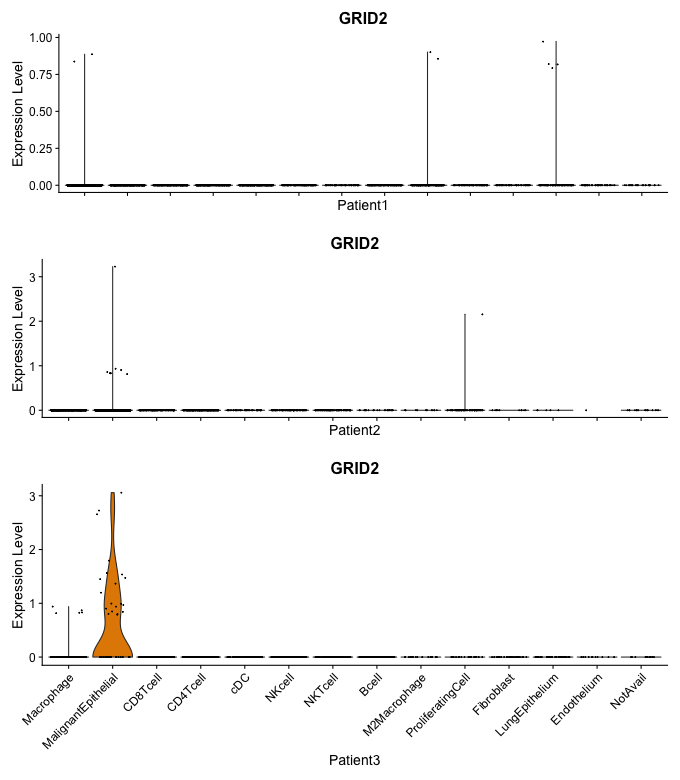 GRID2
Expression Level
1.00
0.75
0.50
0.25
0.00
Patient1
GRID2
Expression Level
3
2
1
0
Patient2
GRID2
Expression Level
3
2
1
0
Macrophage
MalignantEpithelial
CD8Tcell
CD4Tcell
cDC
NKcell
NKTcell
Bcell
M2Macrophage
ProliferatingCell
Fibroblast
LungEpithelium
Endothelium
NotAvail
Patient3